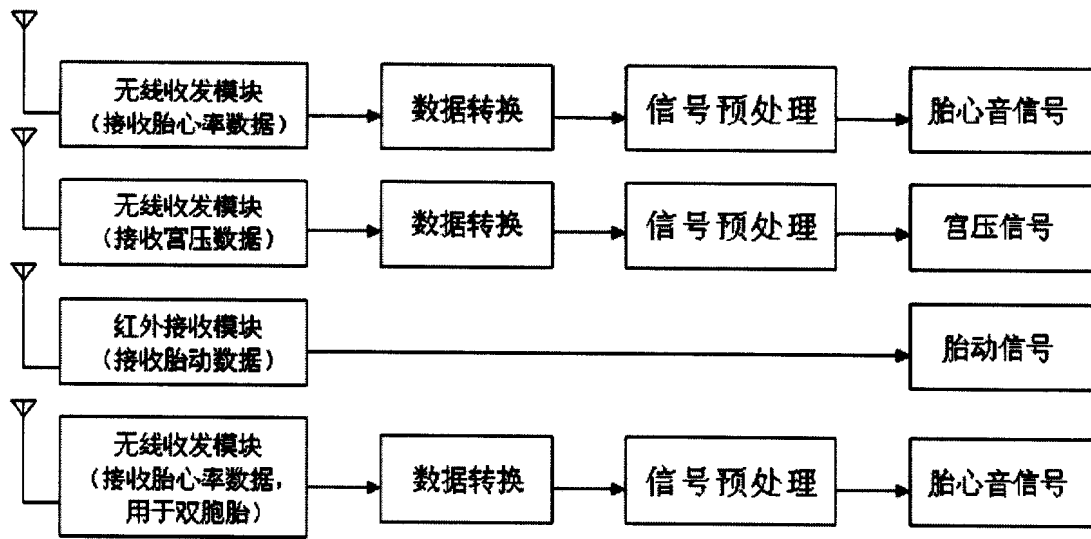 无线收发模块
（接收胎心率数据）
数据转换
信号预处理
胎心音信号
无线收发模块
（接收宫压数据）
数据转换
信号预处理
宫压信号
红外接收模块
（接收胎动数据）
胎动信号
无线收发模块
（接收胎心率数据，
用于双胞胎）
数据转换
信号预处理
胎心音信号